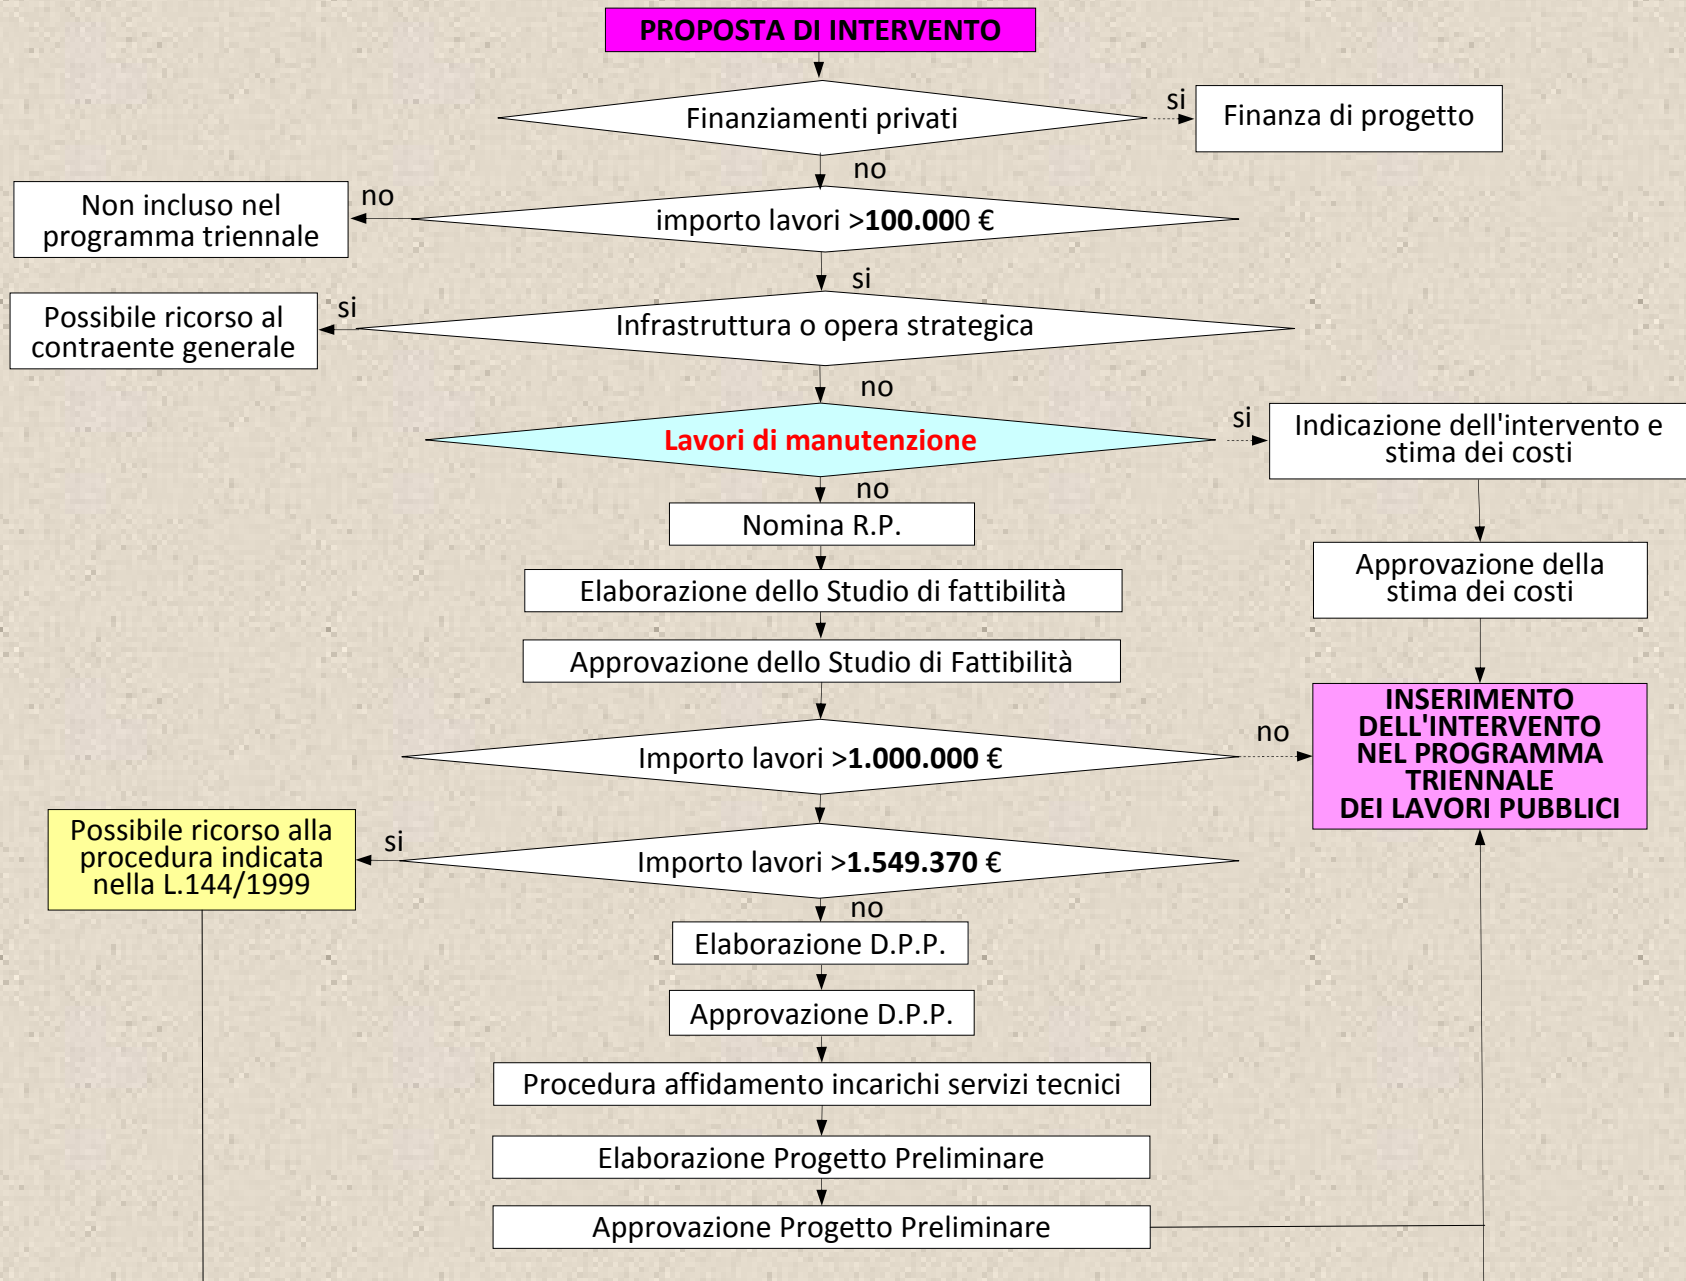 PROPOSTA DI INTERVENTO
Finanziamenti privati
si
Finanza di progetto
no
importo lavori >100.000 €
no
Non incluso nel
programma triennale
si
Infrastruttura o opera strategica
si
Possibile ricorso al
contraente generale
no
Lavori di manutenzione
si
Indicazione dell'intervento e
stima dei costi
no
Nomina R.P.
Approvazione della
stima dei costi
Elaborazione dello Studio di fattibilità
Approvazione dello Studio di Fattibilità
INSERIMENTO
DELL'INTERVENTO
NEL PROGRAMMA
TRIENNALE
DEI LAVORI PUBBLICI
Importo lavori >1.000.000 €
no
Importo lavori >1.549.370 €
si
Possibile ricorso alla
procedura indicata
nella L.144/1999
no
Elaborazione D.P.P.
Approvazione D.P.P.
Procedura affidamento incarichi servizi tecnici
Elaborazione Progetto Preliminare
Approvazione Progetto Preliminare